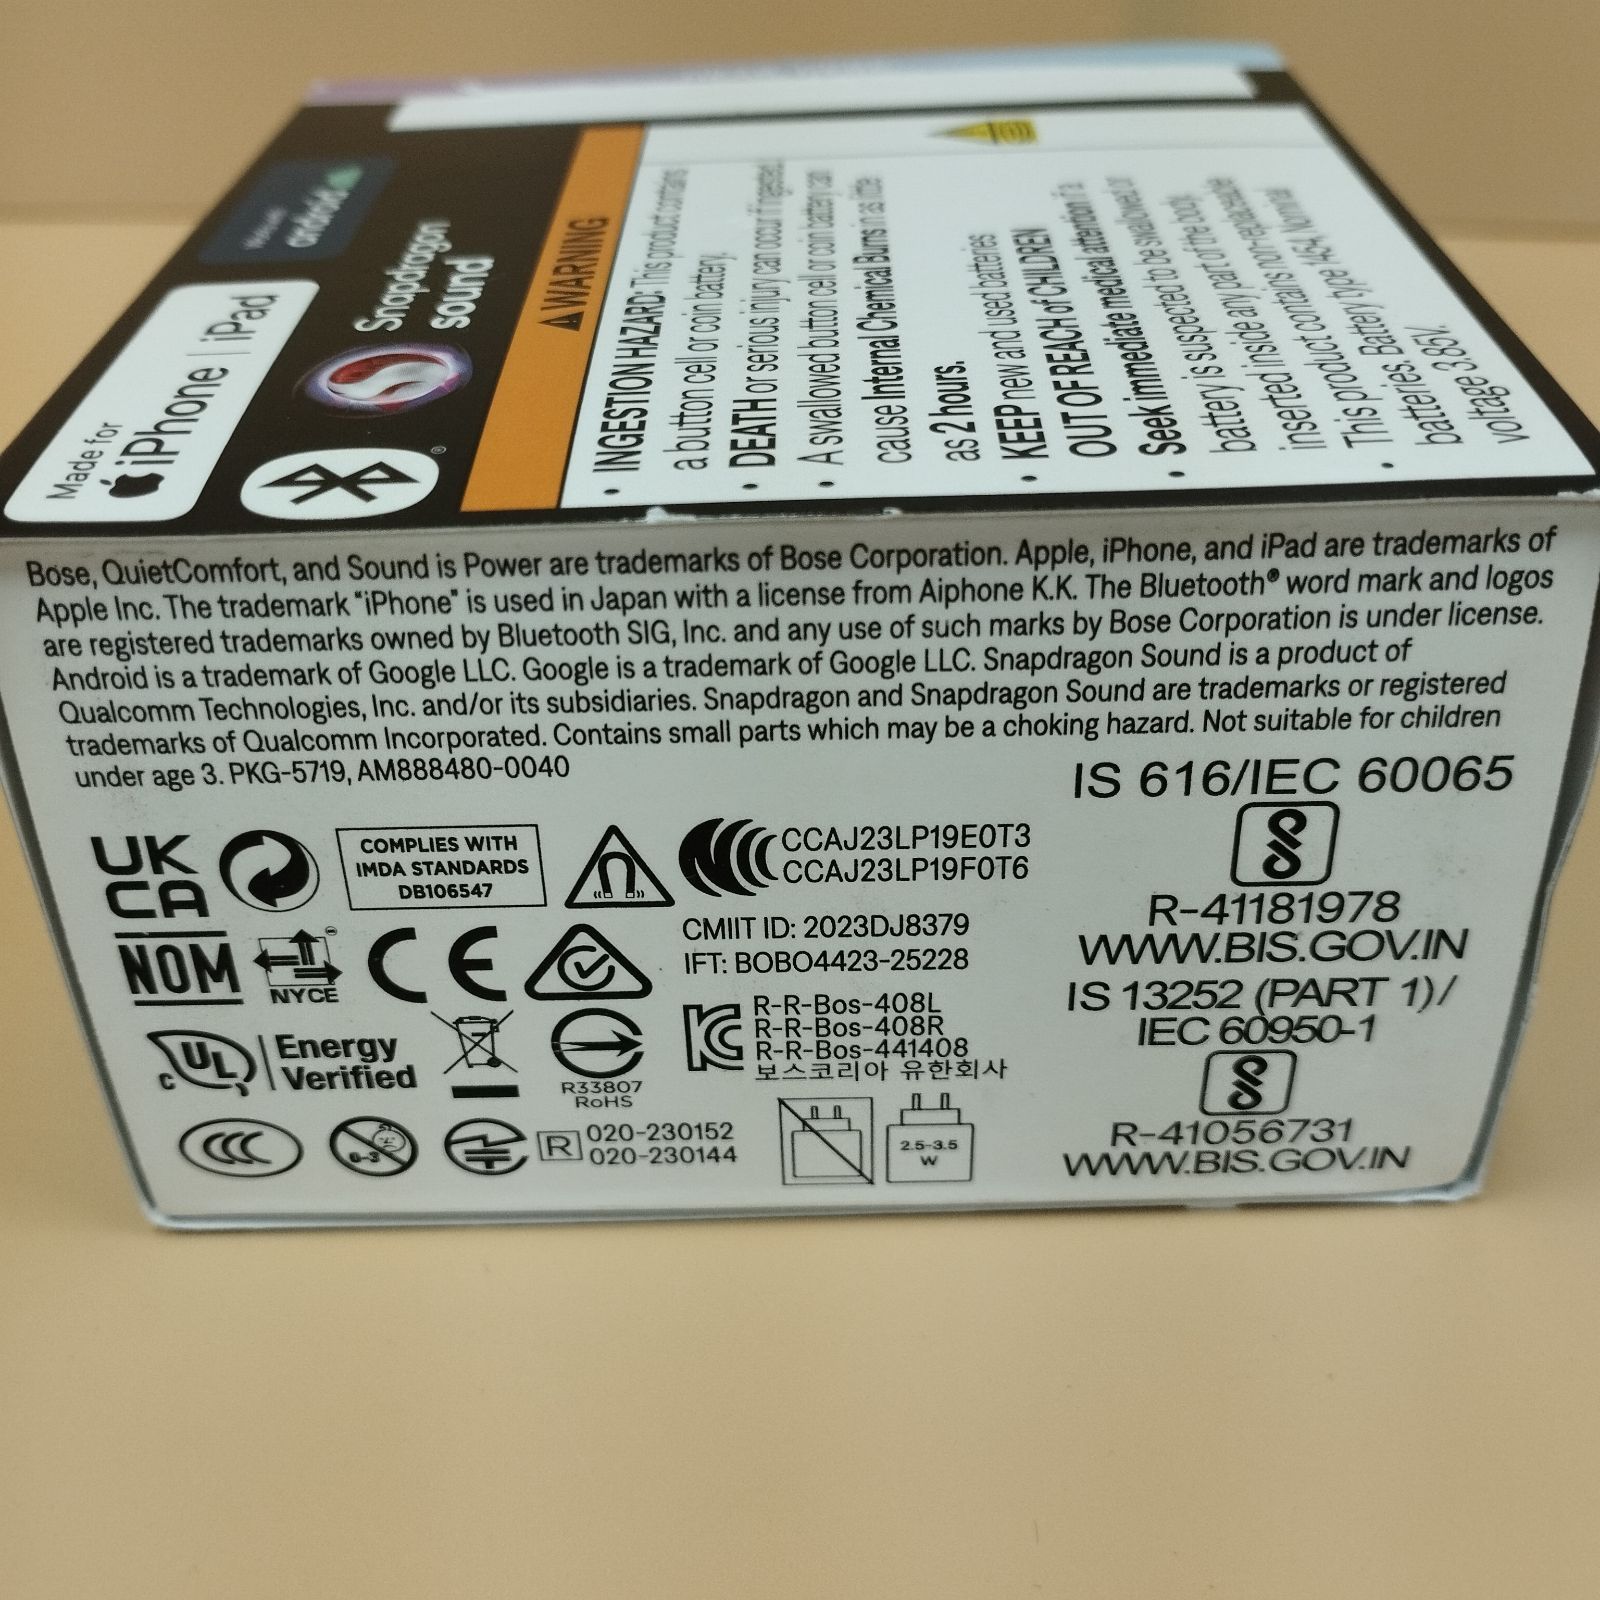 Made for
iPhone | iPad
Works with
android
Snapdragon
sound
WARNING
• INGESTION HAZARD: This product contains
a button cell or coin battery.
• DEATH or serious injury can occur if ingested.
• A swallowed button cell or coin battery can
cause Internal Chemical Burns in as little
as 2 hours.
• KEEP new and used batteries
OUT OF REACH of CHILDREN
• Seek immediate medical attention if a
battery is suspected to be swallowed or
inserted inside any part of the body.
• This product contains non-replaceable
batteries. Battery type: Nominal
voltage 3.85V.
Bose, QuietComfort, and Sound is Power are trademarks of Bose Corporation. Apple, iPhone, and iPad are trademarks of
Apple Inc. The trademark "iPhone" is used in Japan with a license from Aiphone K.K. The Bluetooth® word mark and logos
are registered trademarks owned by Bluetooth SIG, Inc. and any use of such marks by Bose Corporation is under license.
Android is a trademark of Google LLC. Google is a trademark of Google LLC. Snapdragon Sound is a product of
Qualcomm Technologies, Inc. and/or its subsidiaries. Snapdragon and Snapdragon Sound are trademarks or registered
trademarks of Qualcomm Incorporated. Contains small parts which may be a choking hazard. Not suitable for children
under age 3. PKG-5719, AM888480-0040
UK
CA
COMPLIES WITH
IMDA STANDARDS
DB106547
CCAJ23LP19E0T3
CCAJ23LP19F0T6
NOM
NYCE
CE
CMIIT ID: 2023DJ8379
IFT: BOBO4423-25228
c UL
Energy
Verified
R33807
RoHS
R-R-Bos-408L
R-R-Bos-408R
R-R-Bos-441408
보스코리아 유한회사
CCC
0-3
R
020-230152
020-230144
2.5-3.5
W
IS 616/IEC 60065
R-41181978
WWW.BIS.GOV.IN
IS 13252 (PART 1)/
IEC 60950-1
R-41056731
WWW.BIS.GOV.IN